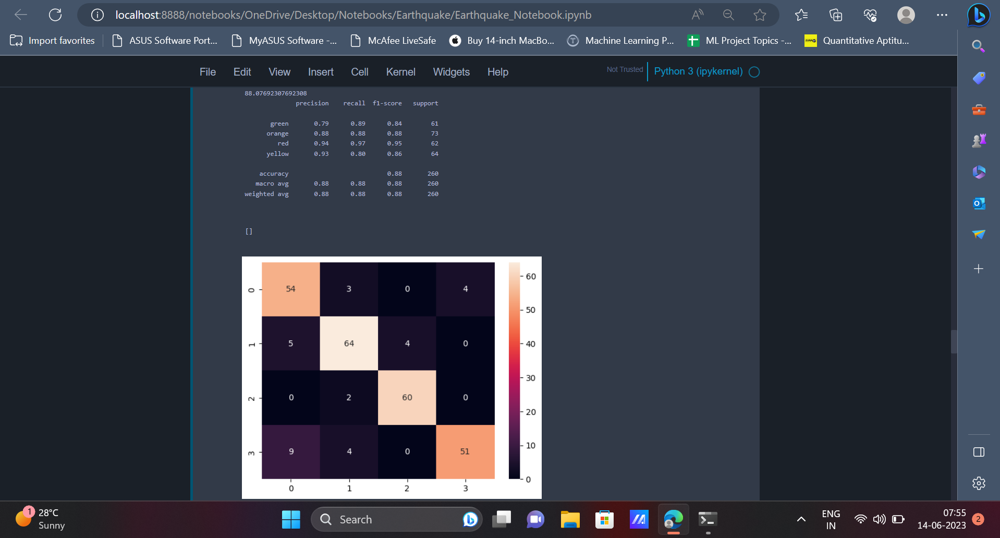 localhost:8888/notebooks/OneDrive/Desktop/Notebooks/Earthquake/Earthquake_Notebook.ipynb
Import favorites ASUS Software Port... MyASUS Software -... McAfee LiveSafe Buy 14-inch MacBo... Machine Learning P... ML Project Topics -... Quantitative Aptitu...
File Edit View Insert Cell Kernel Widgets Help Not Trusted Python 3 (ipykernel)
88.07692307692308
precision recall f1-score support
green 0.79 0.89 0.84 61
orange 0.88 0.88 0.88 73
red 0.94 0.97 0.95 62
yellow 0.93 0.80 0.86 64
accuracy 0.88 260
macro avg 0.88 0.88 0.88 260
weighted avg 0.88 0.88 0.88 260
[]
0 54 3 0 4
1 5 64 4 0
2 0 2 60 0
3 9 4 0 51
0 1 2 3
60
50
40
30
20
10
0
1 28°C
Sunny
Search
ENG
IN
07:55
14-06-2023
2